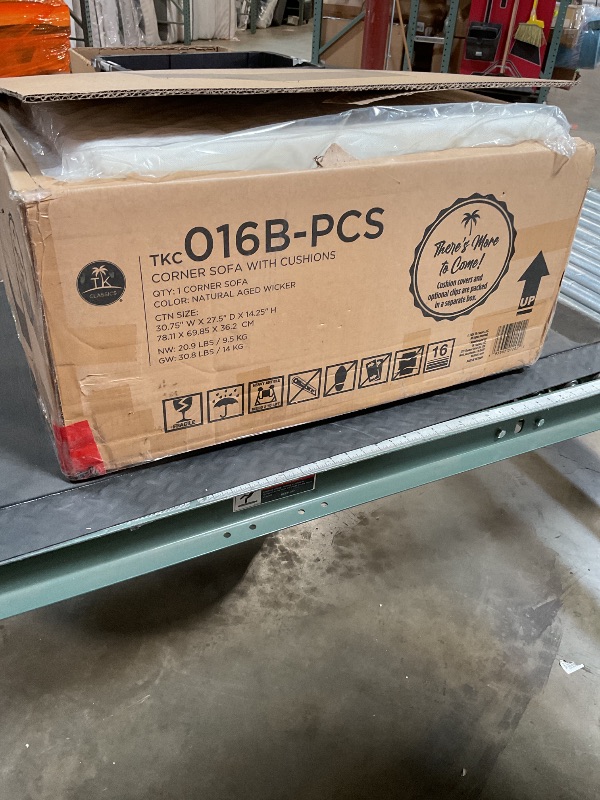 TK
CLASSICS
TKC 016B-PCS
CORNER SOFA WITH CUSHIONS
QTY: 1 CORNER SOFA
COLOR: NATURAL AGED WICKER
CTN SIZE:
30.75" W X 27.5" D X 14.25" H
78.11 X 69.85 X 36.2 CM
NW: 20.9 LBS / 9.5 KG
GW: 30.8 LBS / 14 KG
There's More
to Come!
Cushion covers and
optional clips are packed
in a separate box.
UP
FRAGILE
16